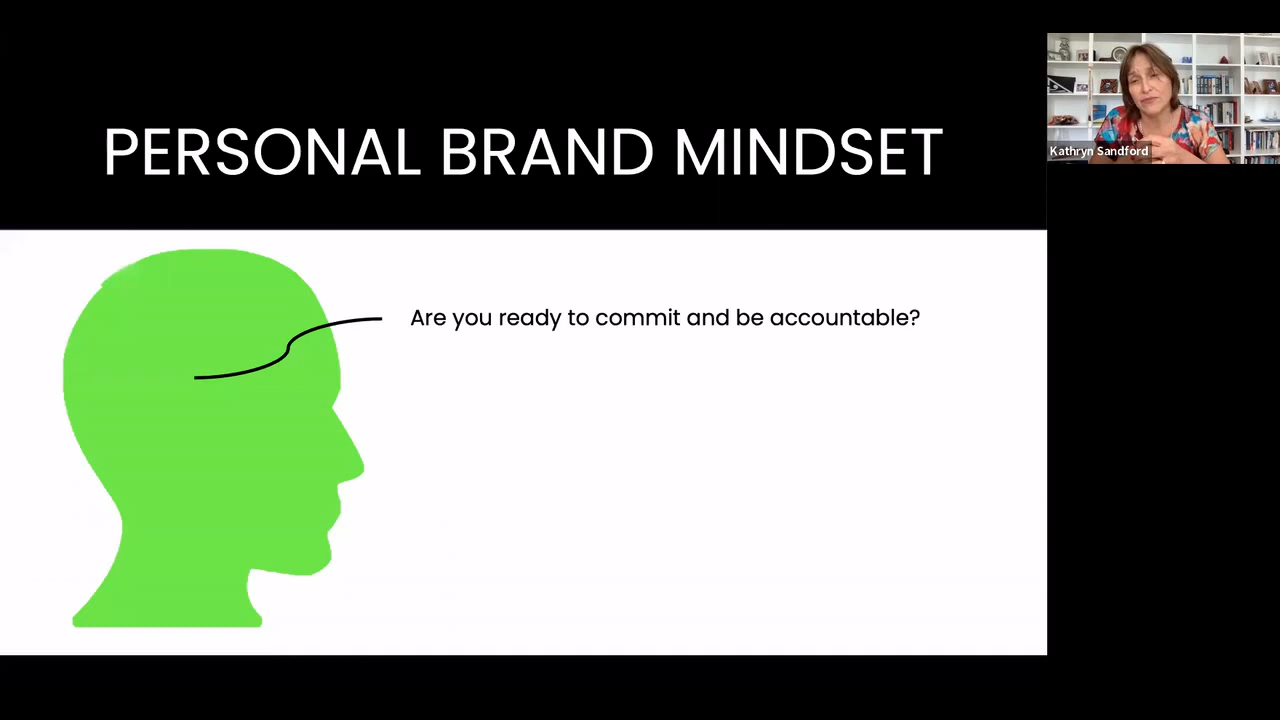 PERSONAL BRAND MINDSET
Kathryn Sandford
Are you ready to commit and be accountable?